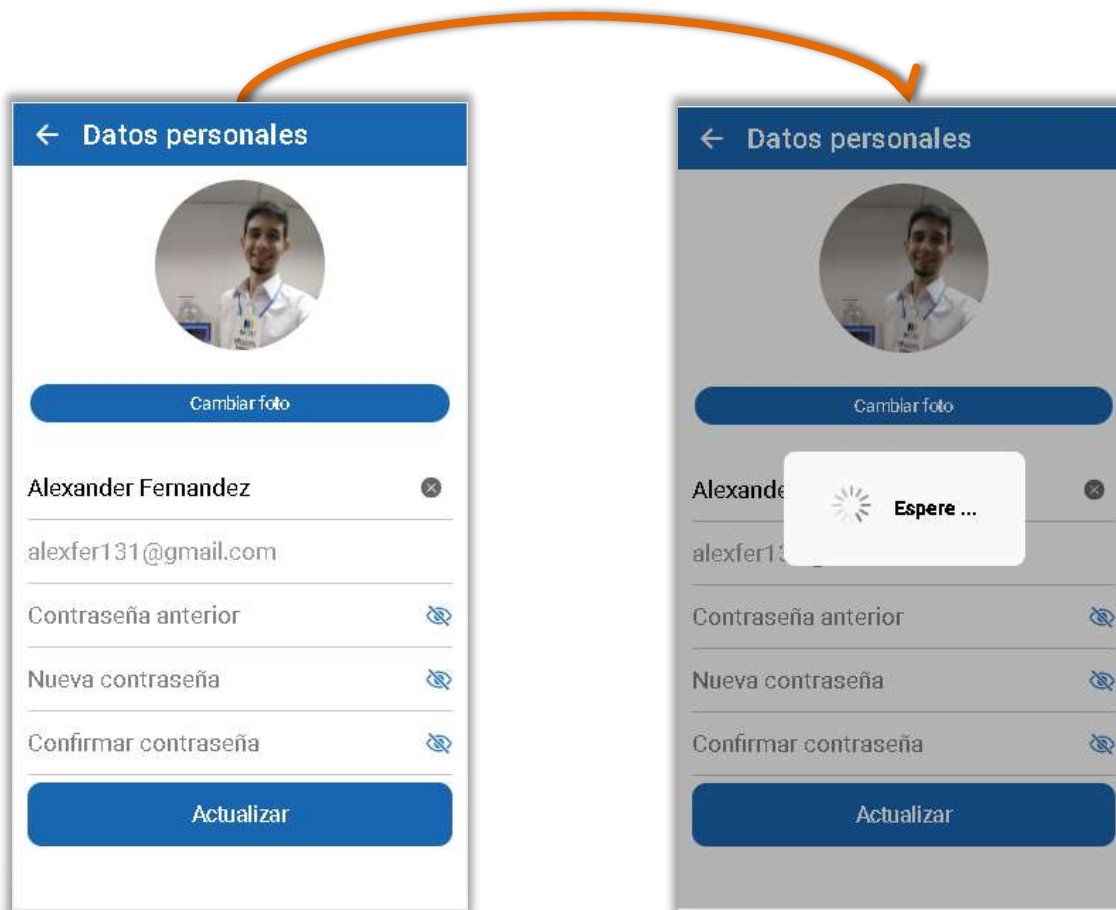 Datos personales
Cambiar foto
Alexander Fernandez
alexfer131@gmail.com
Contraseña anterior
Nueva contraseña
Confirmar contraseña
Actualizar
Datos personales
Cambiar foto
Alexande
Espere ...
alexfer13
Contraseña anterior
Nueva contraseña
Confirmar contraseña
Actualizar